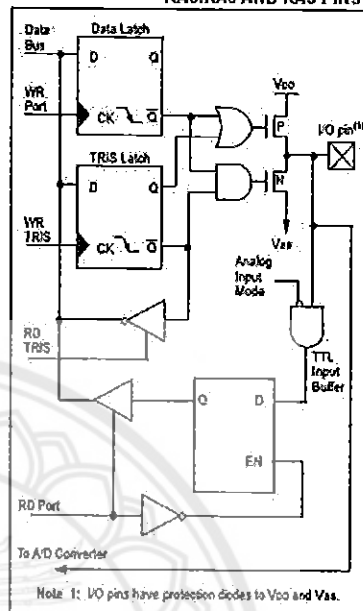 RA3:RA0 AND RA5 PINS
Data
Bus
Data Latch
D Q
WR
Port
CK Q
VDD
P
I/O pin(1)
TRIS Latch
D Q
N
WR
TRIS
CK Q
VSS
Analog
Input
Mode
TTL
Input
Buffer
RD
TRIS
Q D
EN
RD Port
To A/D Converter
Note 1: I/O pins have protection diodes to VDD and VSS.